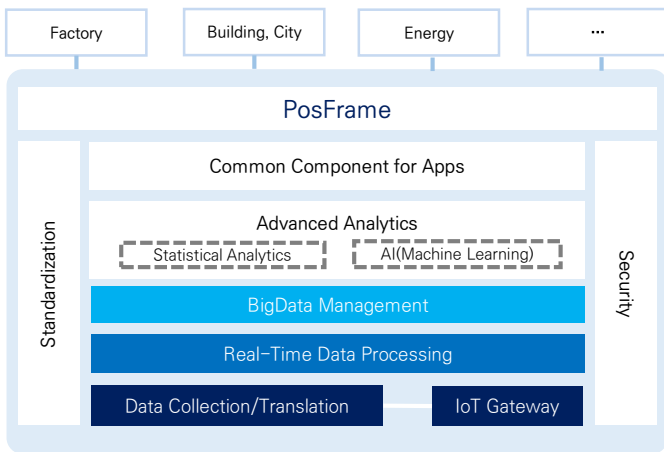 Factory
Building, City
Energy
...
PosFrame
Standardization
Common Component for Apps
Advanced Analytics
Statistical Analytics
AI(Machine Learning)
BigData Management
Real-Time Data Processing
Data Collection/Translation
IoT Gateway
Security